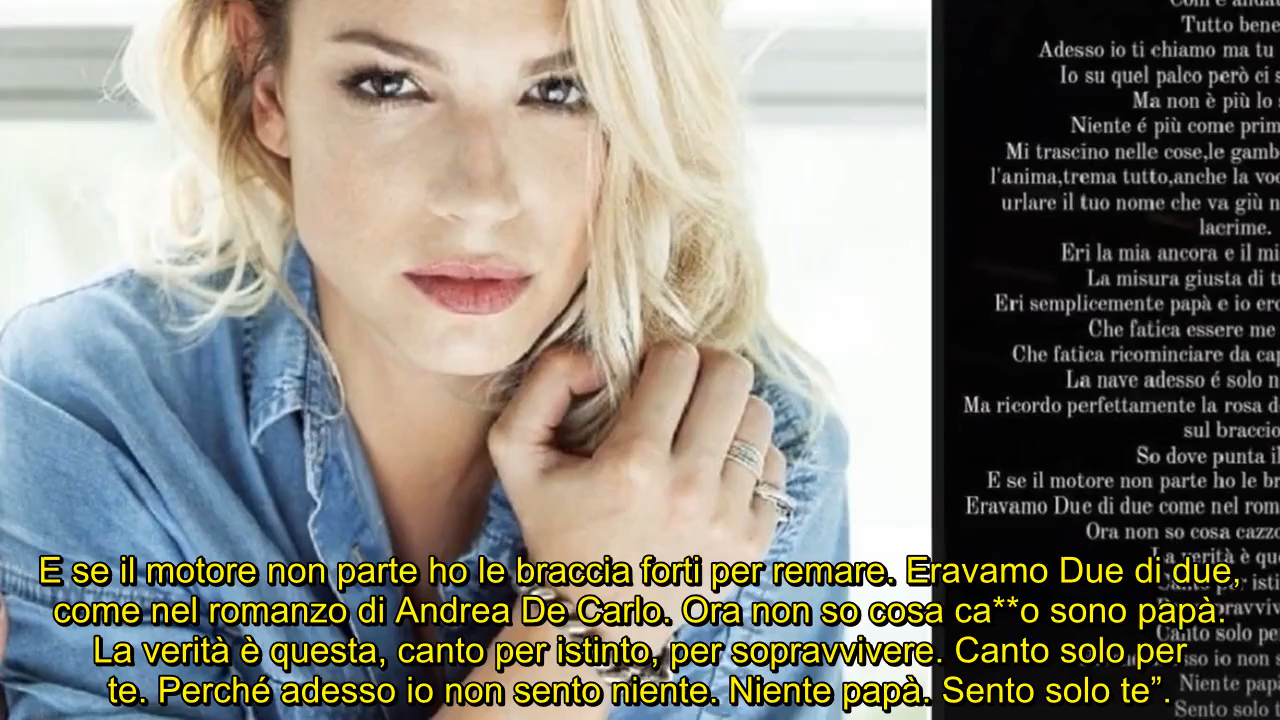 Tutto bene
Adesso io ti chiamo ma tu
Io su quel palco però ci
Ma non è più lo
Niente é più come prim
Mi trascino nelle cose,le gamb
l'anima,trema tutto,anche la voc
urlare il tuo nome che va giù n
lacrime.
Eri la mia ancora e il mi
La misura giusta di t
Eri semplicemente papà e io ero
Che fatica essere me
Che fatica ricominciare da cap
La nave adesso é solo n
Ma ricordo perfettamente la rosa d
sul braccio
So dove punta il
E se il motore non parte ho le br
Eravamo Due di due come nel rom
Ora non so cosa cazzo
La verità è qu
Canto solo pe
Niente pap
Sento solo t
E se il motore non parte ho le braccia forti per remare. Eravamo Due di due,
come nel romanzo di Andrea De Carlo. Ora non so cosa ca**o sono papà.
La verità è questa, canto per istinto, per sopravvivere. Canto solo per
te. Perché adesso io non sento niente. Niente papà. Sento solo te”.